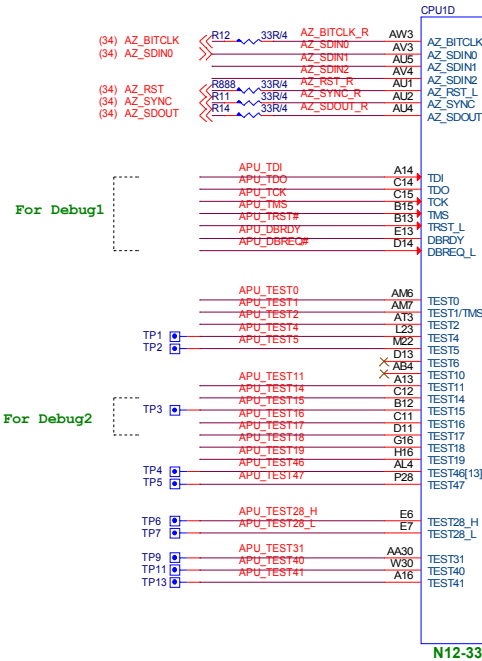 CPU1D
(34) AZ_BITCLK R12 33R/4 AZ_BITCLK_R AW3 AZ_BITCLK
(34) AZ_SDIN0 AZ_SDIN0 AV3 AZ_SDIN0
AZ_SDIN1 AU5 AZ_SDIN1
AZ_SDIN2 AV4 AZ_SDIN2
(34) AZ_RST R888 33R/4 AZ_RST_R AU1 AZ_RST_L
(34) AZ_SYNC R11 33R/4 AZ_SYNC_R AU2 AZ_SYNC
(34) AZ_SDOUT R14 33R/4 AZ_SDOUT_R AU4 AZ_SDOUT
APU_TDI A14 TDI
APU_TDO C14 TDO
APU_TCK C15 TCK
For Debug1 APU_TMS B15 TMS
APU_TRST# B13 TRST_L
APU_DBRDY E13 DBRDY
APU_DBREQ# D14 DBREQ_L
APU_TEST0 AM6 TEST0
APU_TEST1 AM7 TEST1/TMS
APU_TEST2 AT3 TEST2
TP1 APU_TEST4 L23 TEST4
TP2 APU_TEST5 M22 TEST5
D13 TEST6
AB4 TEST10
APU_TEST11 A13 TEST11
APU_TEST14 C12 TEST14
TP3 APU_TEST15 B12 TEST15
For Debug2 APU_TEST16 C11 TEST16
APU_TEST17 D11 TEST17
APU_TEST18 G16 TEST18
APU_TEST19 H16 TEST19
TP4 APU_TEST46 AL4 TEST46[13]
TP5 APU_TEST47 P28 TEST47
TP6 APU_TEST28_H E6 TEST28_H
TP7 APU_TEST28_L E7 TEST28_L
TP9 APU_TEST31 AA30 TEST31
TP11 APU_TEST40 W30 TEST40
TP13 APU_TEST41 A16 TEST41
N12-33